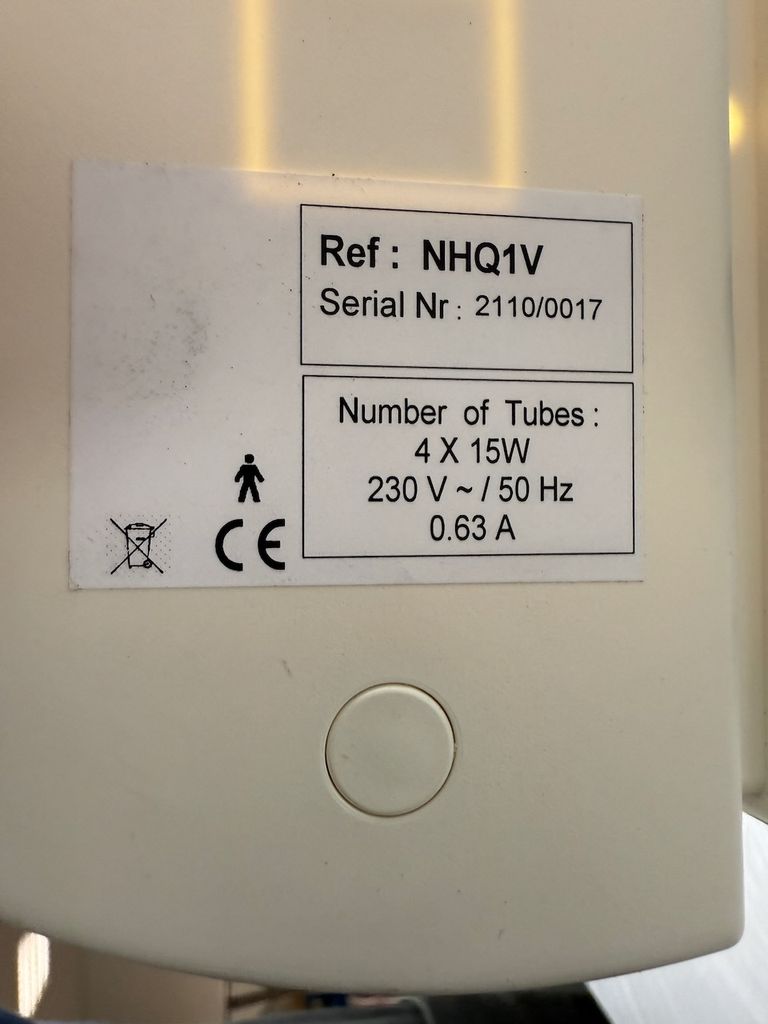 Ref : NHQ1V
Serial Nr : 2110/0017
Number of Tubes :
4 X 15W
230 V ~ / 50 Hz
0.63 A
CE